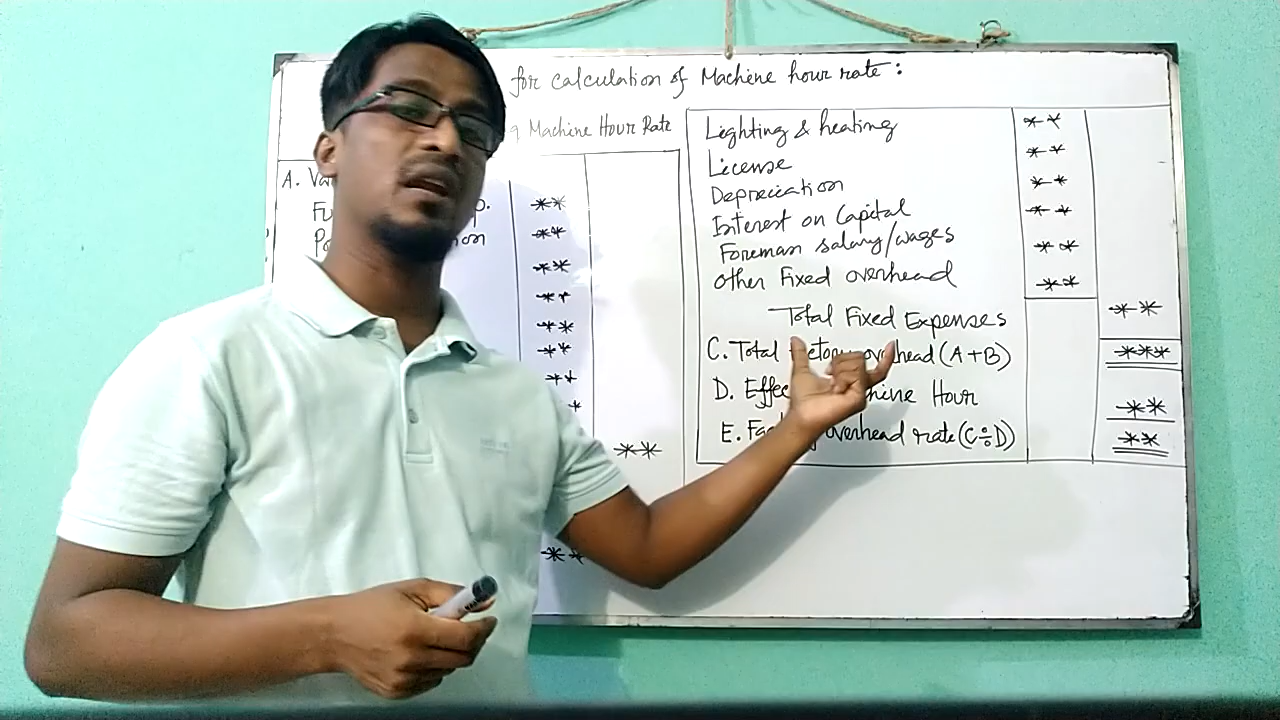 for calculation of Machine hour rate :
Machine Hour Rate
A.
**
**
**
**
**
**
**
**
**
Lighting & heating **
License **
Depreciation **
Interest on Capital **
Foreman salary/wages **
Other Fixed overhead **
Total Fixed Expenses **
C. Total overhead (A+B) ***
D. Hour **
E. overhead rate (C÷D) **